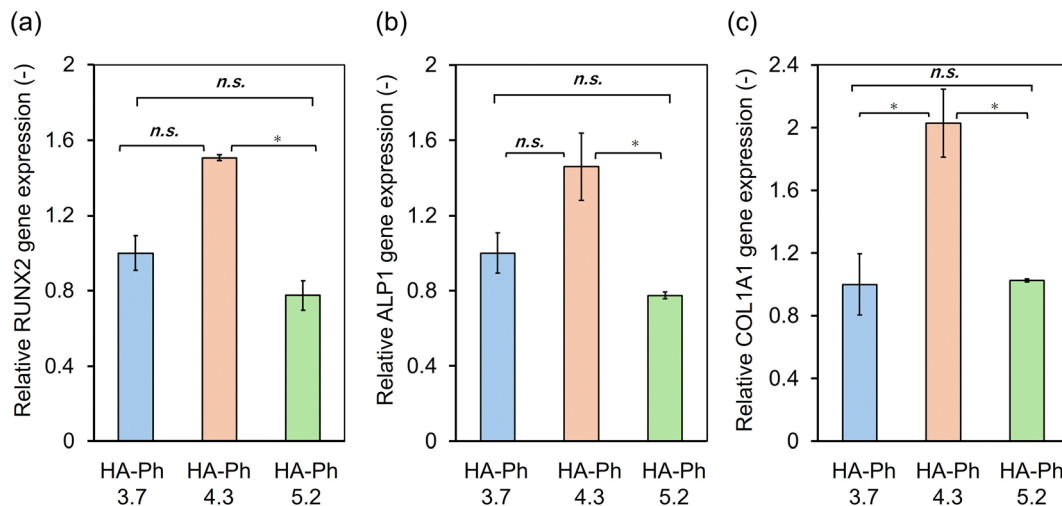 (a)
Relative RUNX2 gene expression (-)
2
1.6
1.2
0.8
0.4
0
n.s.
n.s.
*
HA-Ph
3.7
HA-Ph
4.3
HA-Ph
5.2
(b)
Relative ALP1 gene expression (-)
2
1.6
1.2
0.8
0.4
0
n.s.
n.s.
*
HA-Ph
3.7
HA-Ph
4.3
HA-Ph
5.2
(c)
Relative COL1A1 gene expression (-)
2.4
2
1.6
1.2
0.8
0.4
0
n.s.
*
*
HA-Ph
3.7
HA-Ph
4.3
HA-Ph
5.2